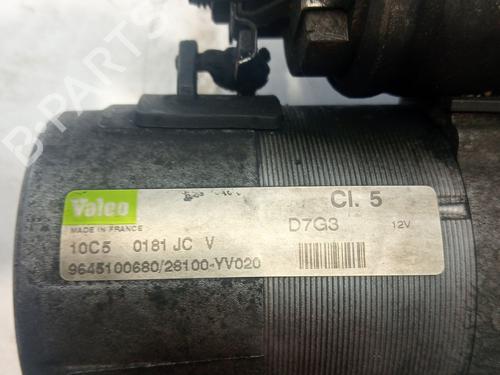 B-PARTS
Valeo
Cl. 5
MADE IN FRANCE
D7G3 12V
10C5 0181 JC V
9645100680/28100-YV020